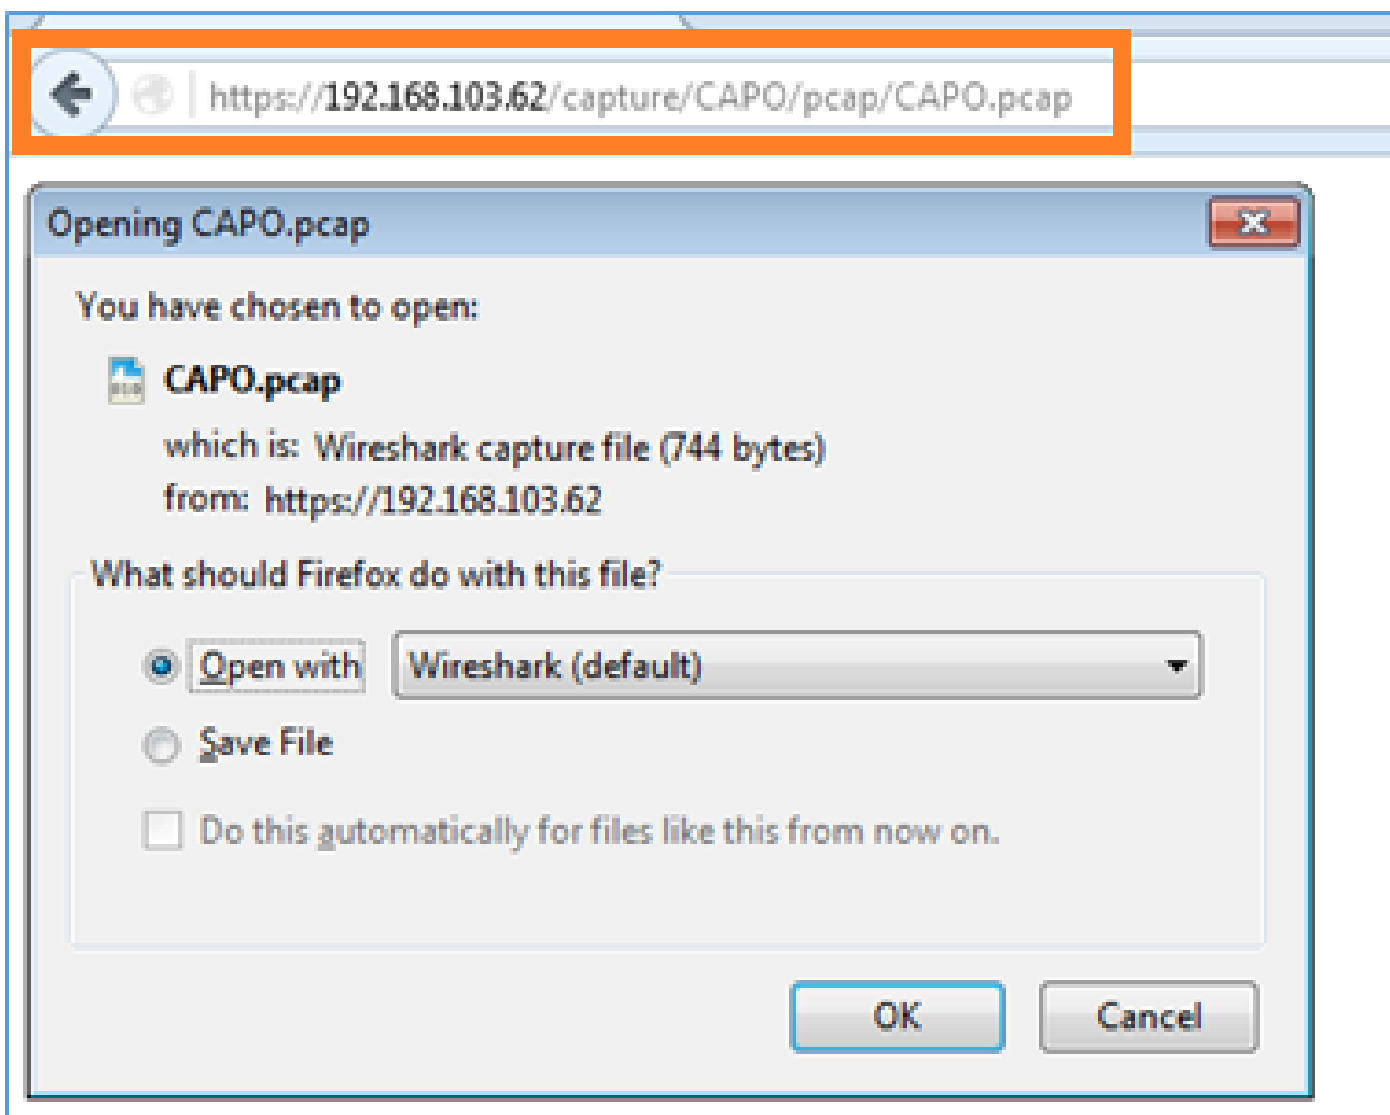 https://192.168.103.62/capture/CAPO/pcap/CAPO.pcap
Opening CAPO.pcap
You have chosen to open:
CAPO.pcap
which is: Wireshark capture file (744 bytes)
from: https://192.168.103.62
What should Firefox do with this file?
Open with Wireshark (default)
Save File
Do this automatically for files like this from now on.
OK Cancel